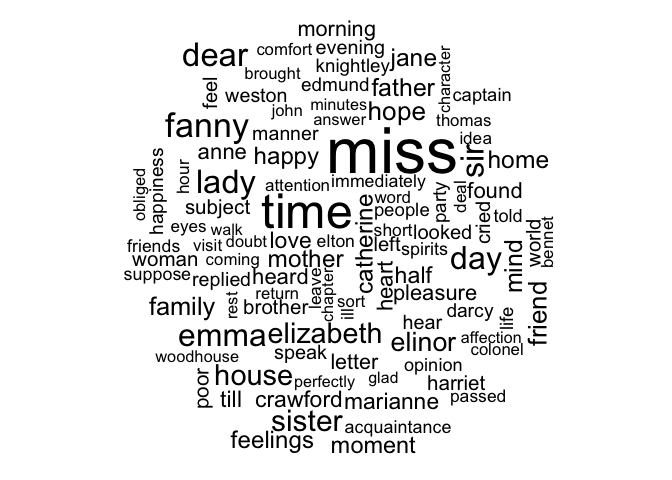 morning
dear comfort evening
knightley jane
brought
feel weston edmund father character captain
john minutes hope
answer thomas
fanny manner idea
anne happy miss sir home
happiness hour lady attention immediately
obliged subject time word people party deal found
eyes walk catherine short looked cried told
friends visit doubt love elton left spirits world bennet
woman coming mother day mind
suppose replied heard heart half
rest return leave chapter pleasure
family brother sort ill darcy life friend
emma elizabeth hear
elinor affection
woodhouse speak colonel
letter opinion
poor house perfectly glad harriet
till crawford marianne passed
sister acquaintance
feelings moment